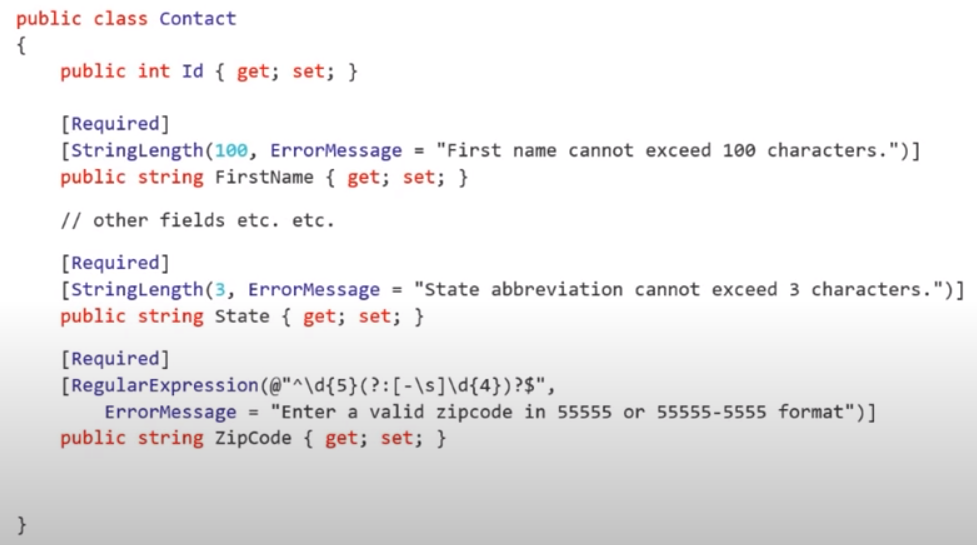 public class Contact
{
public int Id { get; set; }
[Required]
[StringLength(100, ErrorMessage = "First name cannot exceed 100 characters.")]
public string FirstName { get; set; }
// other fields etc. etc.
[Required]
[StringLength(3, ErrorMessage = "State abbreviation cannot exceed 3 characters.")]
public string State { get; set; }
[Required]
[RegularExpression(@"^\d{5}(?:[-\s]\d{4})?$",
ErrorMessage = "Enter a valid zipcode in 55555 or 55555-5555 format")]
public string ZipCode { get; set; }
}